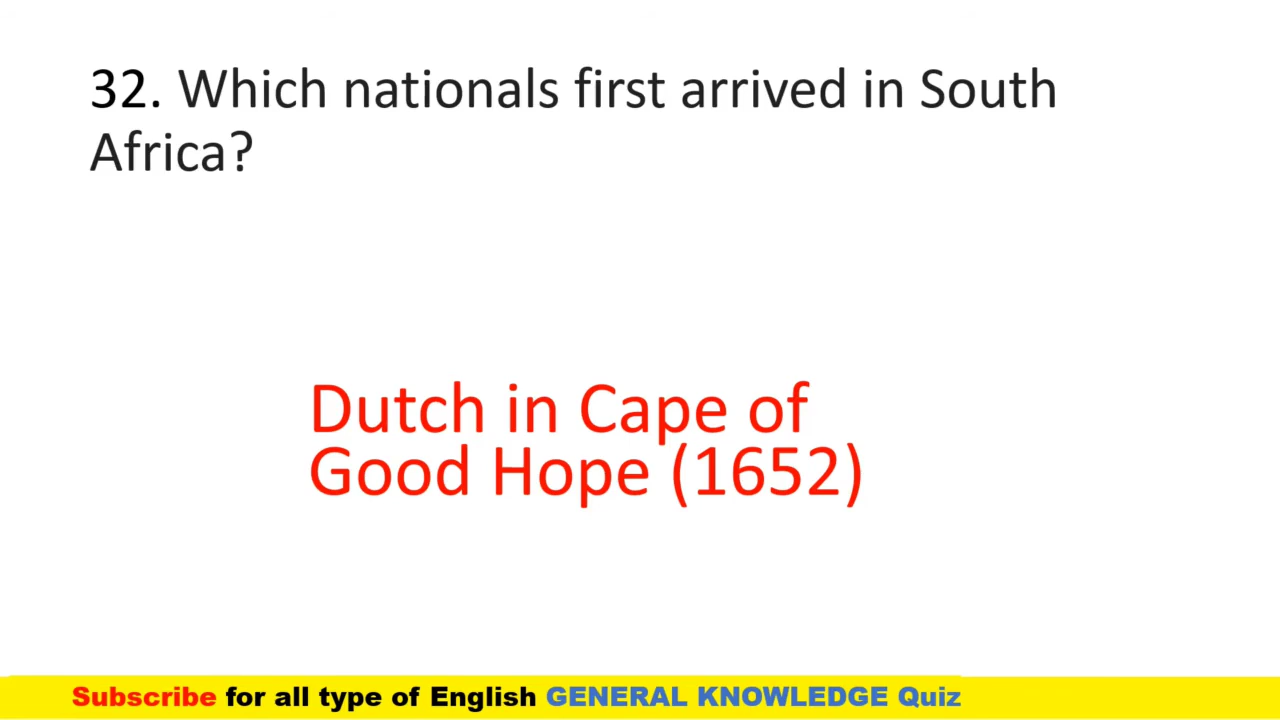 32. Which nationals first arrived in South
Africa?
Dutch in Cape of
Good Hope (1652)
Subscribe for all type of English GENERAL KNOWLEDGE Quiz